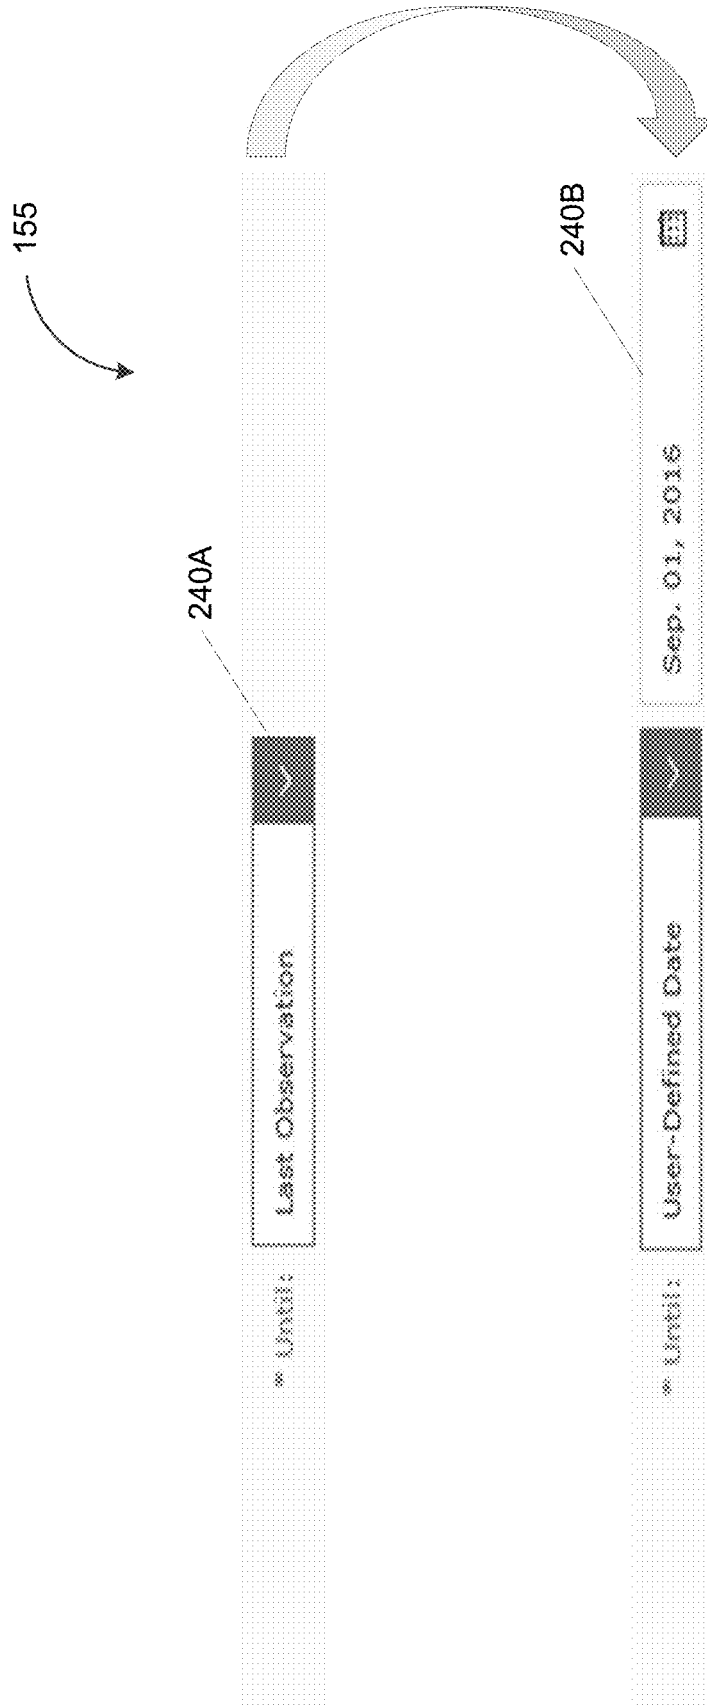 155
240A
* Until: Last Observation
240B
* Until: User-Defined Date Sep. 01, 2016